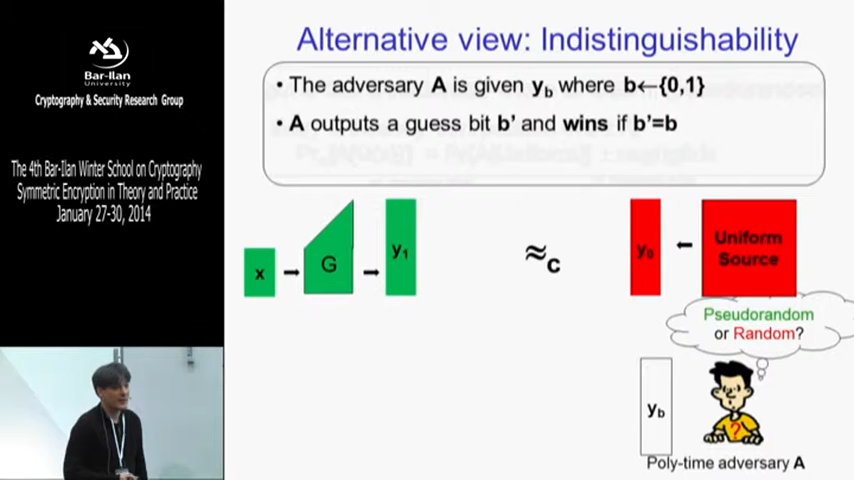 Bar-Ilan
University
Cryptography & Security Research Group
The 4th Bar-Ilan Winter School on Cryptography
Symmetric Encryption in Theory and Practice
January 27-30, 2014
Alternative view: Indistinguishability
• The adversary A is given yb where b←{0,1}
• A outputs a guess bit b’ and wins if b’=b
x
G
y1
≈c
y0
Uniform
Source
Pseudorandom
or Random?
yb
?
Poly-time adversary A